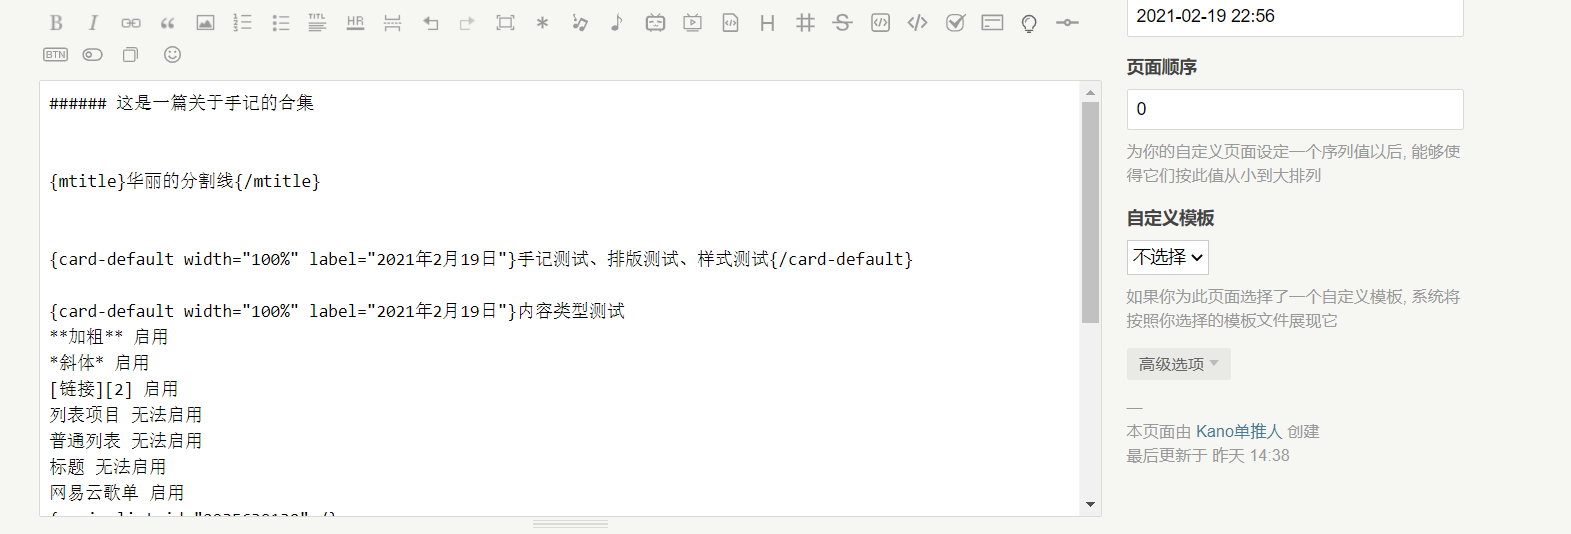 B I TITL HR H
BTN
###### 这是一篇关于手记的合集
{mtitle}华丽的分割线{/mtitle}
{card-default width="100%" label="2021年2月19日"}手记测试、排版测试、样式测试{/card-default}
{card-default width="100%" label="2021年2月19日"}内容类型测试
**加粗** 启用
*斜体* 启用
[链接][2] 启用
列表项目 无法启用
普通列表 无法启用
标题 无法启用
网易云歌单 启用
2021-02-19 22:56
页面顺序
0
为你的自定义页面设定一个序列值以后, 能够使
得它们按此值从小到大排列
自定义模板
不选择
如果你为此页面选择了一个自定义模板, 系统将
按照你选择的模板文件展现它
高级选项
—
本页面由 Kano单推人 创建
最后更新于 昨天 14:38